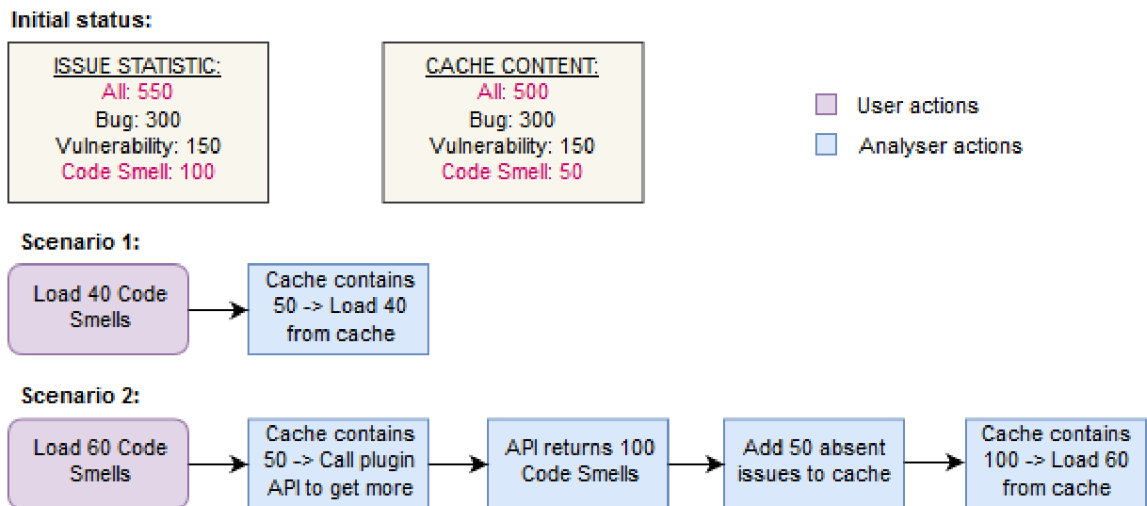 Initial status:
ISSUE STATISTIC:
All: 550
Bug: 300
Vulnerability: 150
Code Smell: 100
CACHE CONTENT:
All: 500
Bug: 300
Vulnerability: 150
Code Smell: 50
User actions
Analyser actions
Scenario 1:
Load 40 Code
Smells
Cache contains
50 -> Load 40
from cache
Scenario 2:
Load 60 Code
Smells
Cache contains
50 -> Call plugin
API to get more
API returns 100
Code Smells
Add 50 absent
issues to cache
Cache contains
100 -> Load 60
from cache